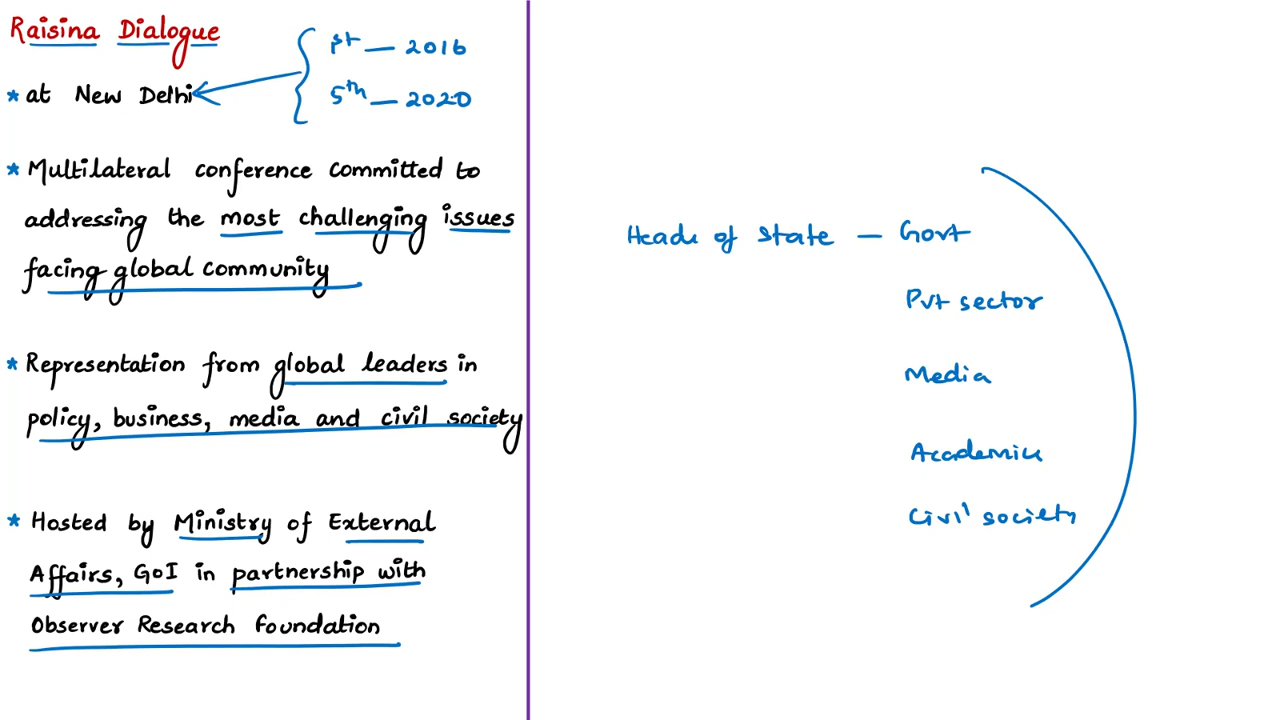 Raisina Dialogue
1st — 2016
* at New Delhi
5th — 2020
* Multilateral conference committed to
addressing the most challenging issues
facing global community
* Representation from global leaders in
policy, business, media and civil society
* Hosted by Ministry of External
Affairs, GoI in partnership with
Observer Research Foundation
Heads of state — Govt
Pvt sector
Media
Academics
Civil society